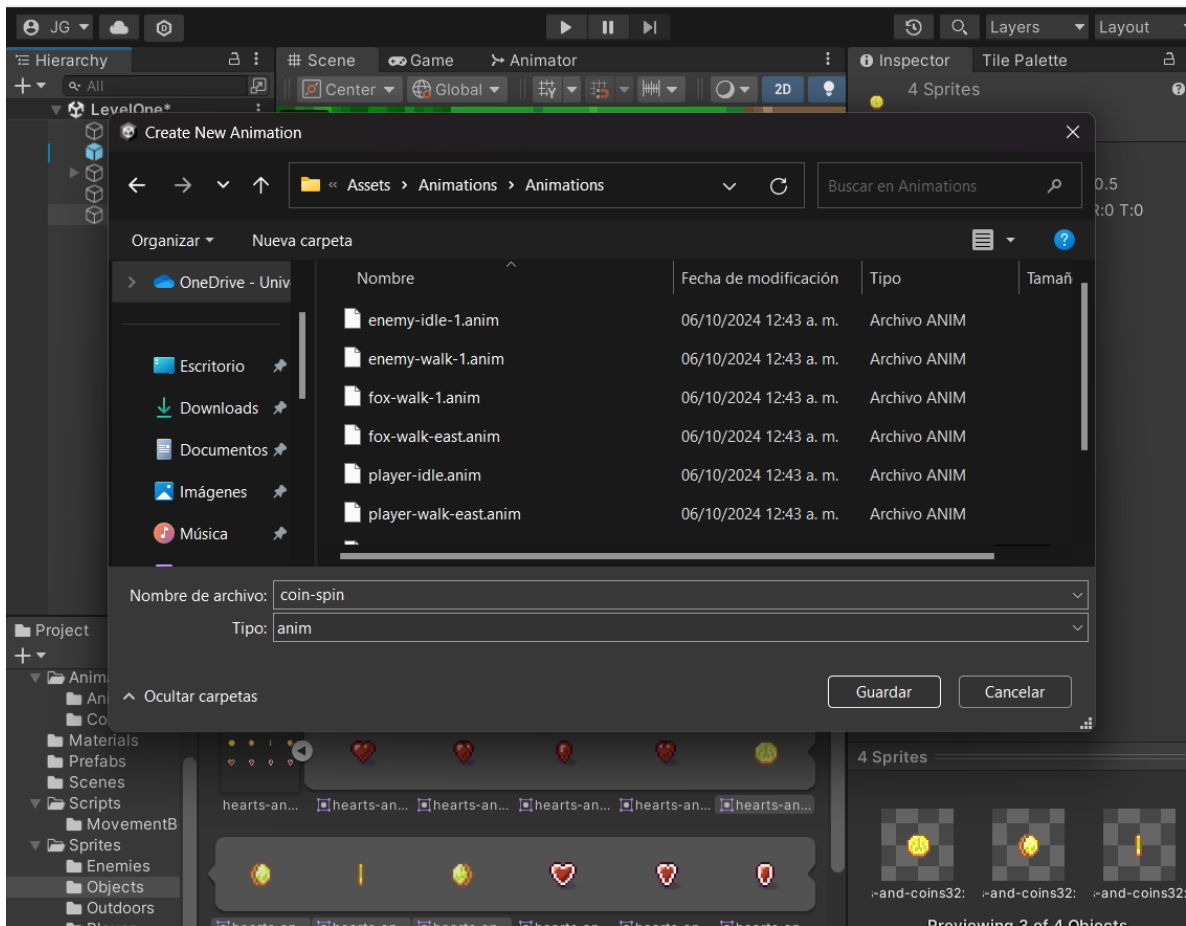 JG
Layers
Layout
Hierarchy
Scene
Game
Animator
Inspector
Tile Palette
All
Center
Global
2D
4 Sprites
LevelOne*
Create New Animation
« Assets > Animations > Animations
Buscar en Animations
0.5
R:0 T:0
Organizar
Nueva carpeta
Nombre
Fecha de modificación
Tipo
Tamañ
OneDrive - Univ
enemy-idle-1.anim 06/10/2024 12:43 a. m. Archivo ANIM
enemy-walk-1.anim 06/10/2024 12:43 a. m. Archivo ANIM
fox-walk-1.anim 06/10/2024 12:43 a. m. Archivo ANIM
fox-walk-east.anim 06/10/2024 12:43 a. m. Archivo ANIM
player-idle.anim 06/10/2024 12:43 a. m. Archivo ANIM
player-walk-east.anim 06/10/2024 12:43 a. m. Archivo ANIM
Escritorio
Downloads
Documentos
Imágenes
Música
Nombre de archivo: coin-spin
Tipo: anim
Ocultar carpetas
Guardar
Cancelar
Project
Anim
Ani
Co
Materials
Prefabs
Scenes
Scripts
MovementB
Sprites
Enemies
Objects
Outdoors
hearts-an...
hearts-an...
hearts-an...
hearts-an...
hearts-an...
hearts-an...
4 Sprites
;-and-coins32:
;-and-coins32:
;-and-coins32:
Previewing 3 of 4 Objects